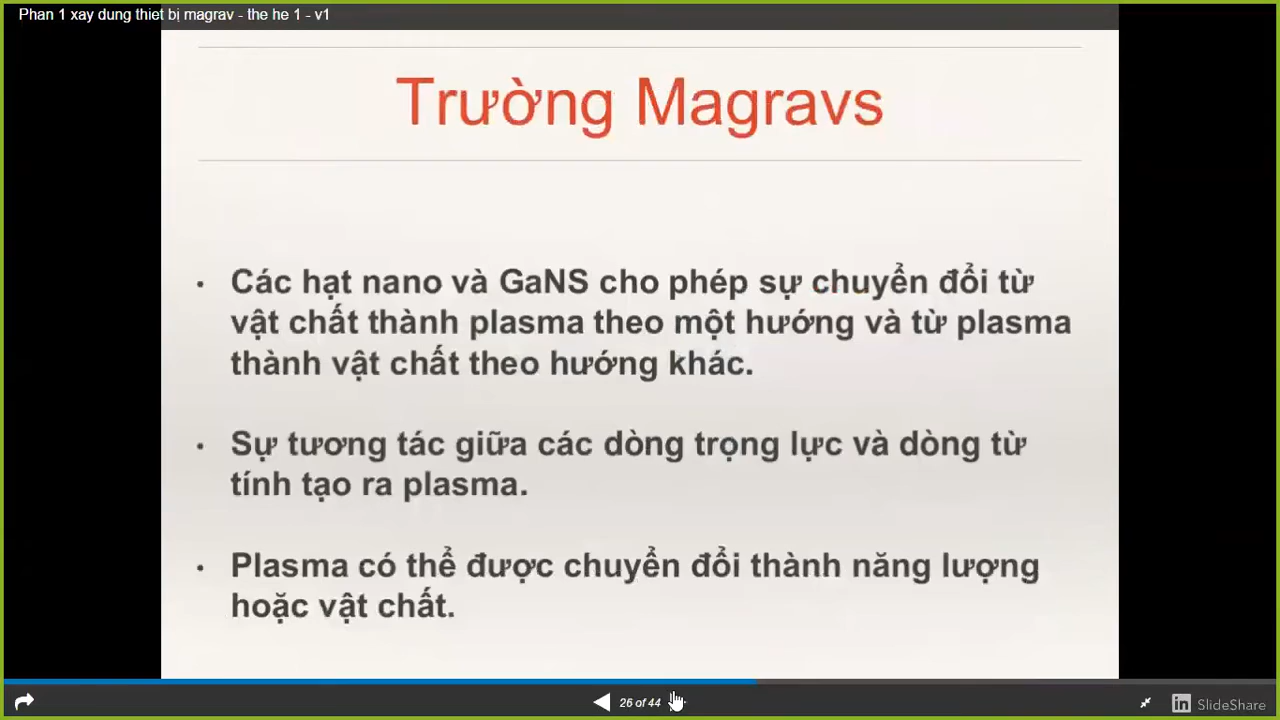 Phan 1 xay dung thiet bị magrav - the he 1 - v1
Trường Magravs
• Các hạt nano và GaNS cho phép sự chuyển đổi từ
vật chất thành plasma theo một hướng và từ plasma
thành vật chất theo hướng khác.
• Sự tương tác giữa các dòng trọng lực và dòng từ
tính tạo ra plasma.
• Plasma có thể được chuyển đổi thành năng lượng
hoặc vật chất.
26 of 44
in SlideShare